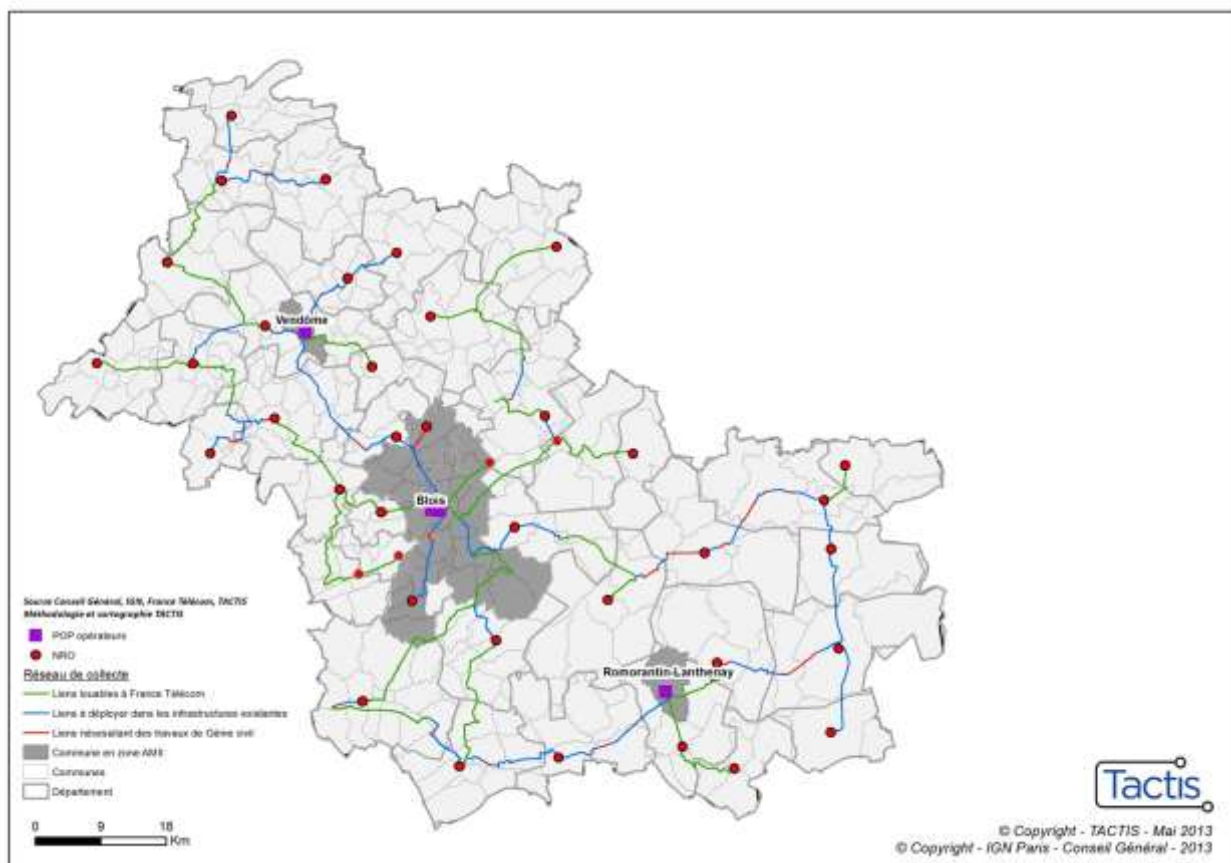 Vendôme
Blois
Romorantin-Lanthenay
Source Conseil Général, IGN, France Télécom, TACTIS
Méthodologie et cartographie TACTIS
POP opérateurs
NRO
Réseau de collecte
Liens louables à France Télécom
Liens à déployer dans les infrastructures existantes
Liens nécessitant des travaux de Génie civil
Commune en zone AMII
Communes
Département
0 9 18
Km
Tactis
© Copyright - TACTIS - Mai 2013
© Copyright - IGN Paris - Conseil Général - 2013